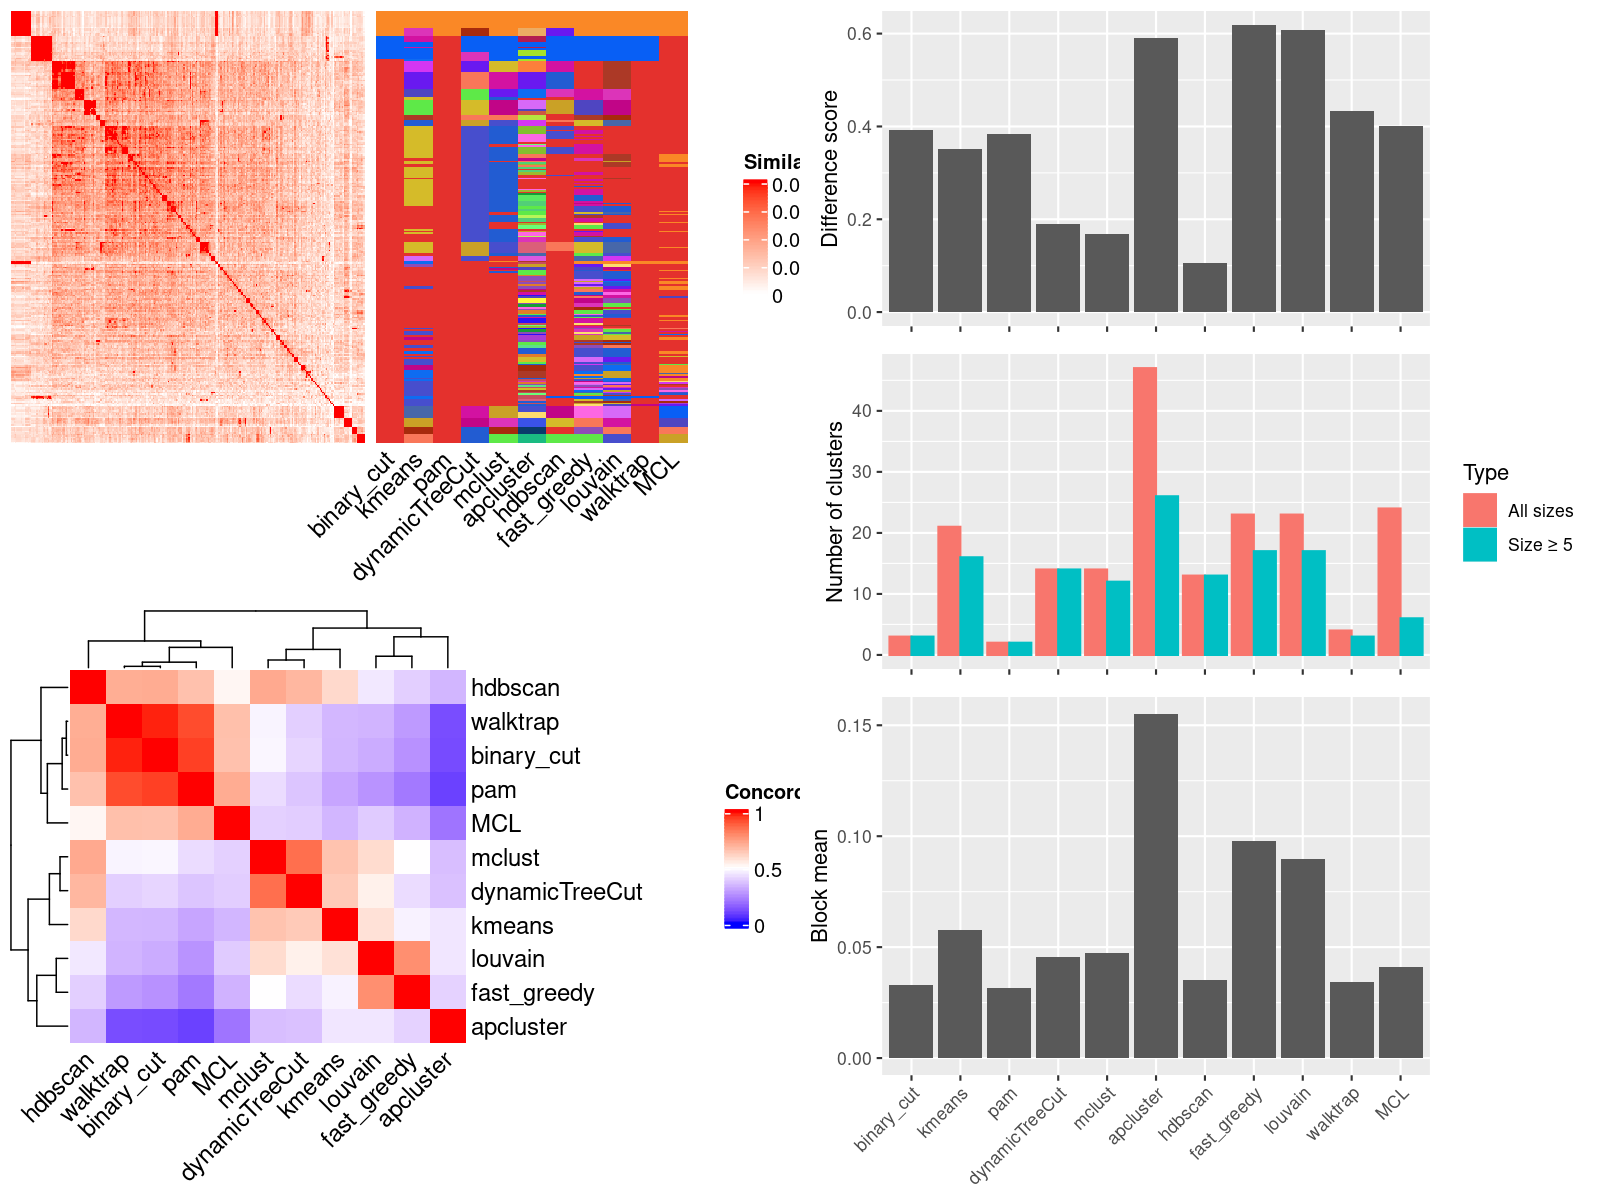 Simila
0.0
0.0
0.0
0.0
0
binary_cut
kmeans
pam
dynamicTreeCut
mclust
apcluster
hdbscan
fast_greedy
louvain
walktrap
MCL
hdbscan
walktrap
binary_cut
pam
MCL
mclust
dynamicTreeCut
kmeans
louvain
fast_greedy
apcluster
hdbscan
walktrap
binary_cut
pam
MCL
mclust
dynamicTreeCut
kmeans
louvain
fast_greedy
apcluster
Concord
1
0.5
0
Difference score
0.6
0.4
0.2
0.0
Number of clusters
40
30
20
10
0
Type
All sizes
Size ≥ 5
Block mean
0.15
0.10
0.05
0.00
binary_cut
kmeans
pam
dynamicTreeCut
mclust
apcluster
hdbscan
fast_greedy
louvain
walktrap
MCL